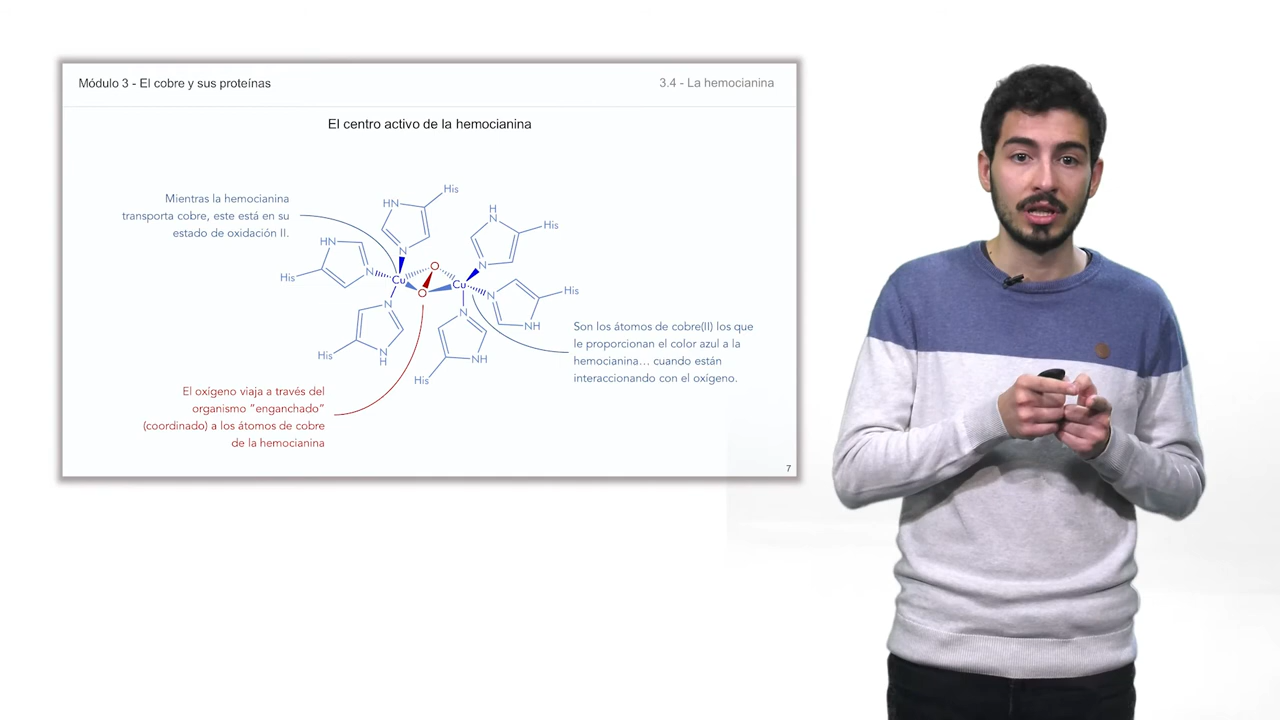 Módulo 3 - El cobre y sus proteínas
3.4 - La hemocianina
El centro activo de la hemocianina
Mientras la hemocianina
transporta cobre, este está en su
estado de oxidación II.
His
HN
N
H
N
His
N
HN
N
His
Cu
O
O
Cu
N
His
NH
N
N
H
His
N
NH
His
Son los átomos de cobre(II) los que
le proporcionan el color azul a la
hemocianina... cuando están
interaccionando con el oxígeno.
El oxígeno viaja a través del
organismo "enganchado"
(coordinado) a los átomos de cobre
de la hemocianina
7